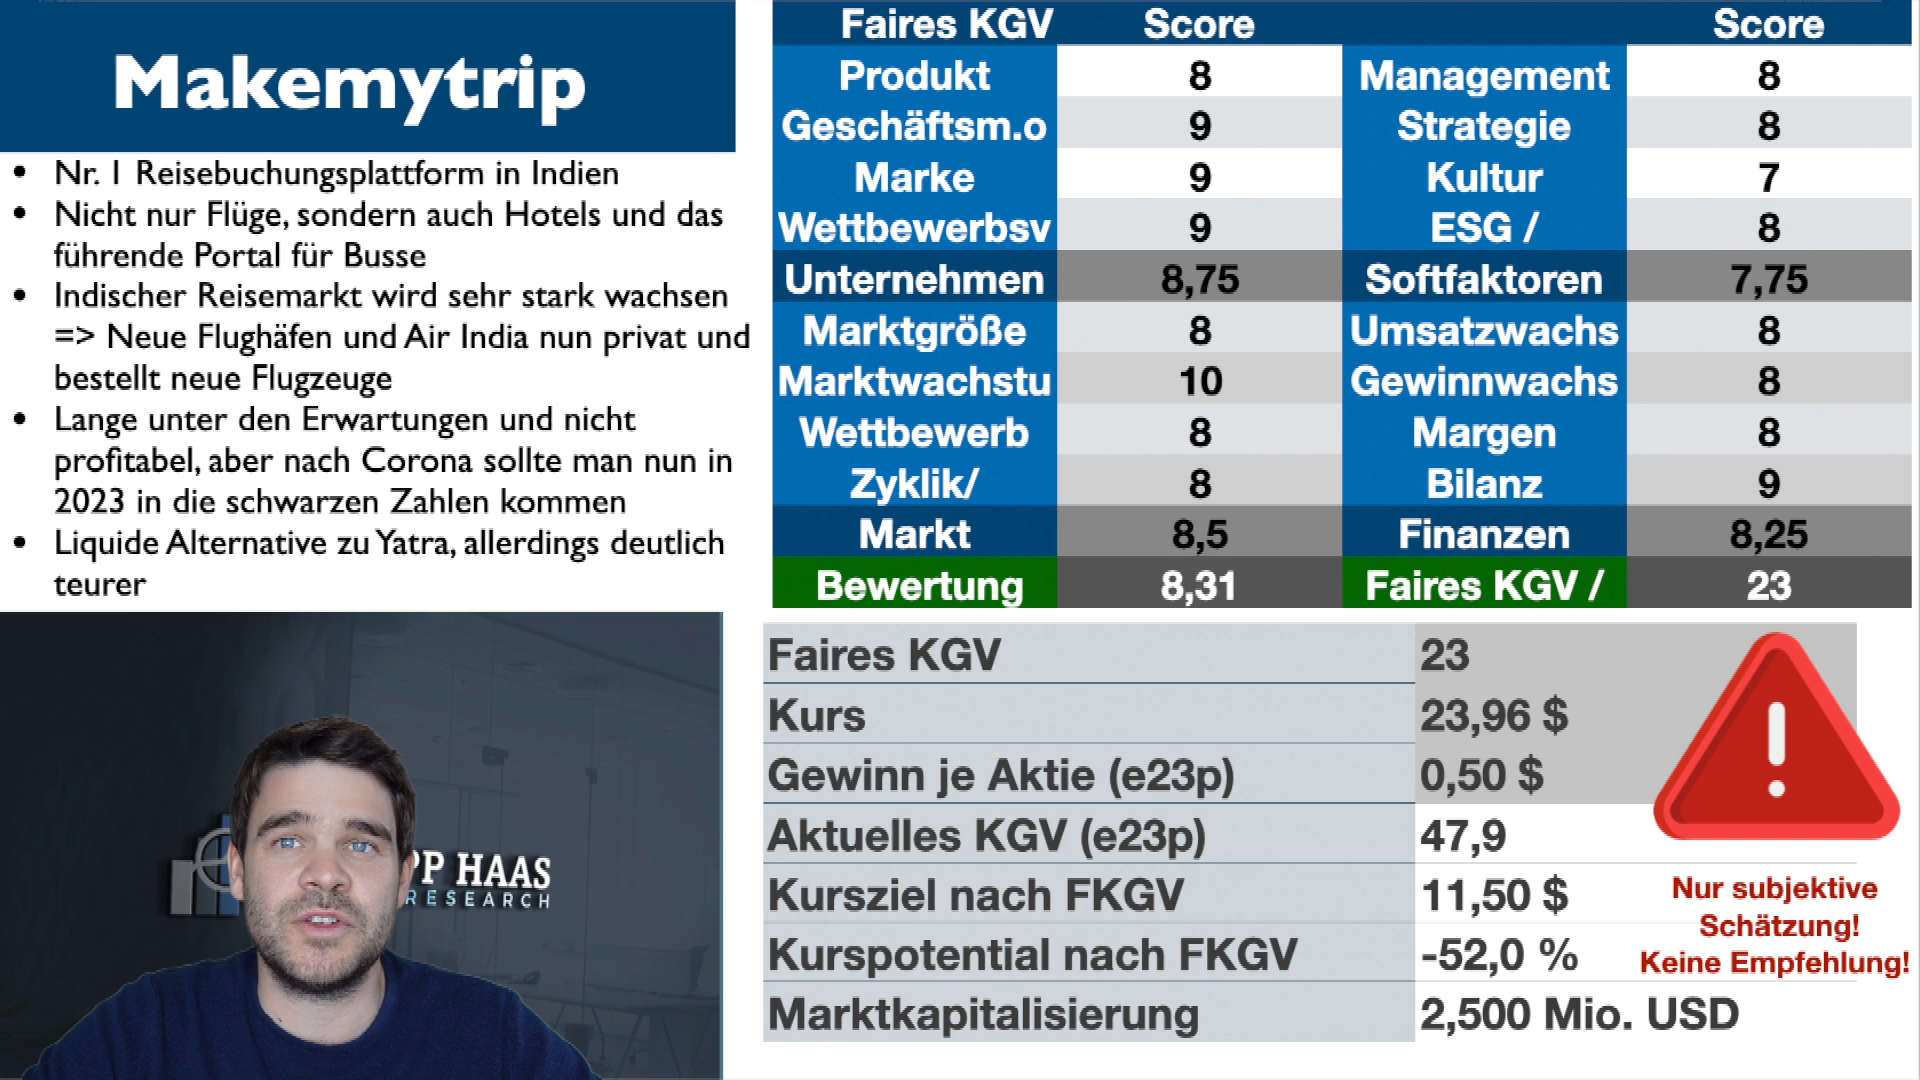 Makemytrip
• Nr. 1 Reisebuchungsplattform in Indien
• Nicht nur Flüge, sondern auch Hotels und das
führende Portal für Busse
• Indischer Reisemarkt wird sehr stark wachsen
=> Neue Flughäfen und Air India nun privat und
bestellt neue Flugzeuge
• Lange unter den Erwartungen und nicht
profitabel, aber nach Corona sollte man nun in
2023 in die schwarzen Zahlen kommen
• Liquide Alternative zu Yatra, allerdings deutlich
teurer
PP HAAS
RESEARCH
Faires KGV Score Score
Produkt 8 Management 8
Geschäftsm.o 9 Strategie 8
Marke 9 Kultur 7
Wettbewerbsv 9 ESG / 8
Unternehmen 8,75 Softfaktoren 7,75
Marktgröße 8 Umsatzwachs 8
Marktwachstu 10 Gewinnwachs 8
Wettbewerb 8 Margen 8
Zyklik/ 8 Bilanz 9
Markt 8,5 Finanzen 8,25
Bewertung 8,31 Faires KGV / 23
Faires KGV 23
Kurs 23,96 $
Gewinn je Aktie (e23p) 0,50 $
Aktuelles KGV (e23p) 47,9
Kursziel nach FKGV 11,50 $
Kurspotential nach FKGV -52,0 %
Marktkapitalisierung 2,500 Mio. USD
Nur subjektive
Schätzung!
Keine Empfehlung!